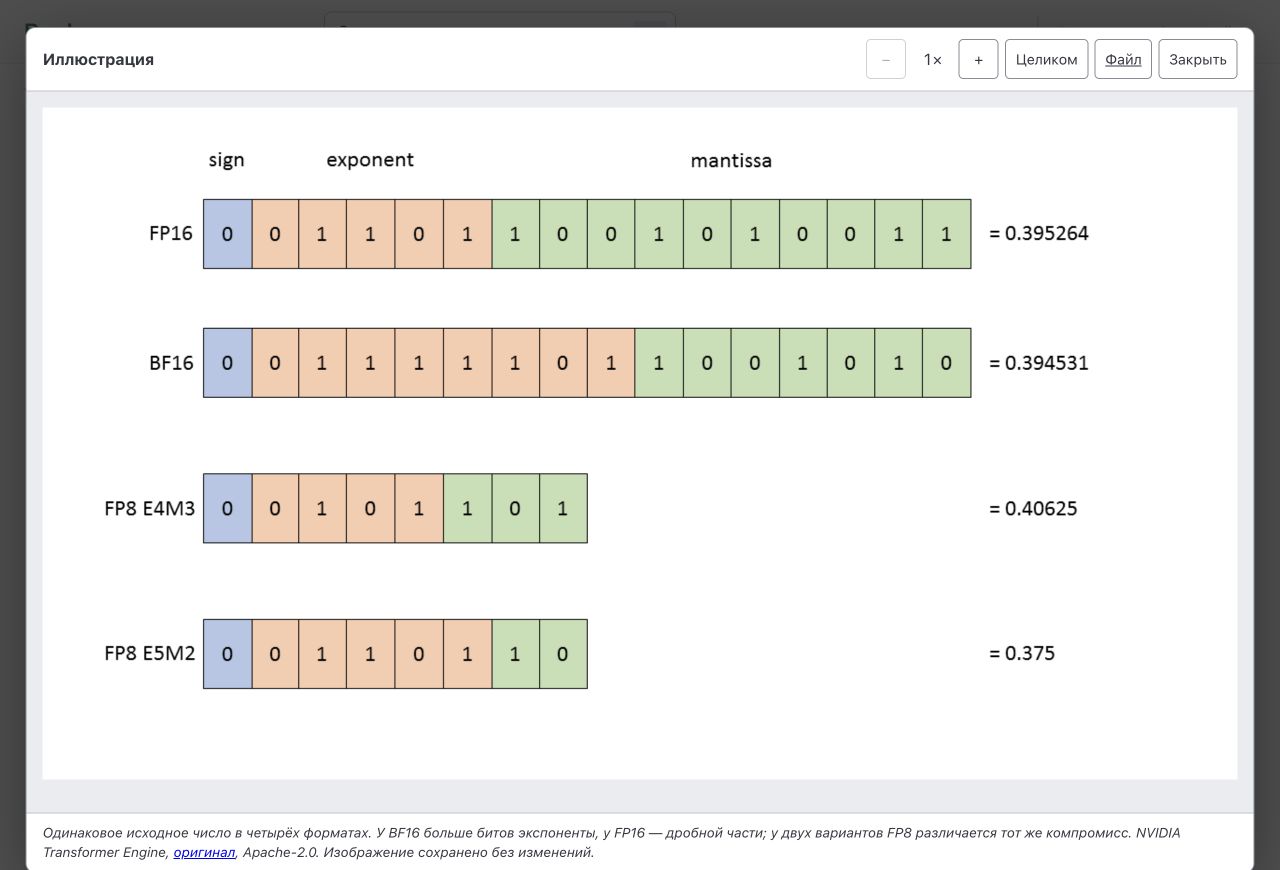 Иллюстрация
− 1× + Целиком Файл Закрыть
sign exponent mantissa
FP16 0 0 1 1 0 1 1 0 0 1 0 1 0 0 1 1 = 0.395264
BF16 0 0 1 1 1 1 1 0 1 1 0 0 1 0 1 0 = 0.394531
FP8 E4M3 0 0 1 0 1 1 0 1 = 0.40625
FP8 E5M2 0 0 1 1 0 1 1 0 = 0.375
Одинаковое исходное число в четырёх форматах. У BF16 больше битов экспоненты, у FP16 — дробной части; у двух вариантов FP8 различается тот же компромисс. NVIDIA
Transformer Engine, оригинал, Apache-2.0. Изображение сохранено без изменений.